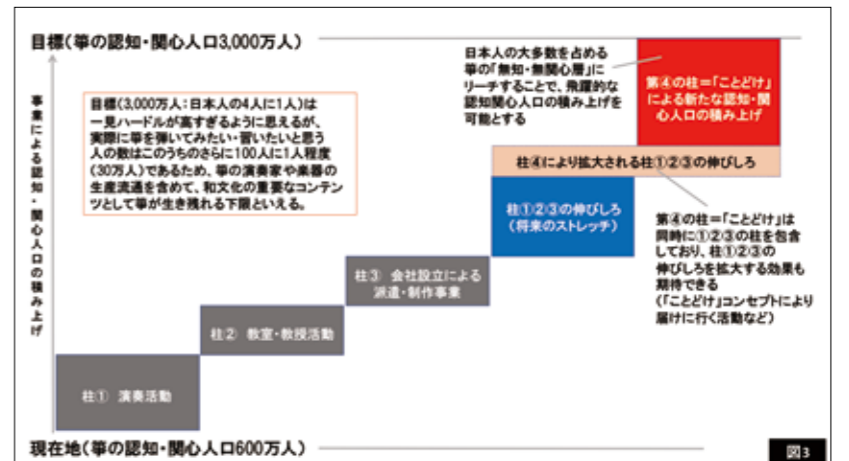 目標(箏の認知・関心人口3,000万人)
事業による認知・関心人口の積み上げ
目標(3,000万人:日本人の4人に1人)は
一見ハードルが高すぎるように思えるが、
実際に箏を弾いてみたい・習いたいと思う
人の数はこのうちのさらに100人に1人程度
(30万人)であるため、箏の演奏家や楽器の
生産流通を含めて、和文化の重要なコンテン
ツとして箏が生き残れる下限といえる。
日本人の大多数を占める
箏の「無知・無関心層」に
リーチすることで、飛躍的な
認知関心人口の積み上げを
可能とする
第④の柱=「ことどけ」
による新たな認知・関
心人口の積み上げ
柱④により拡大される柱①②③の伸びしろ
柱①②③の伸びしろ
(将来のストレッチ)
第④の柱=「ことどけ」は
同時に①②③の柱を包含
しており、柱①②③の
伸びしろを拡大する効果も
期待できる
(「ことどけ」コンセプトにより
届けに行く活動など)
柱③ 会社設立による
派遣・制作事業
柱② 教室・教授活動
柱① 演奏活動
現在地(箏の認知・関心人口600万人)
図3